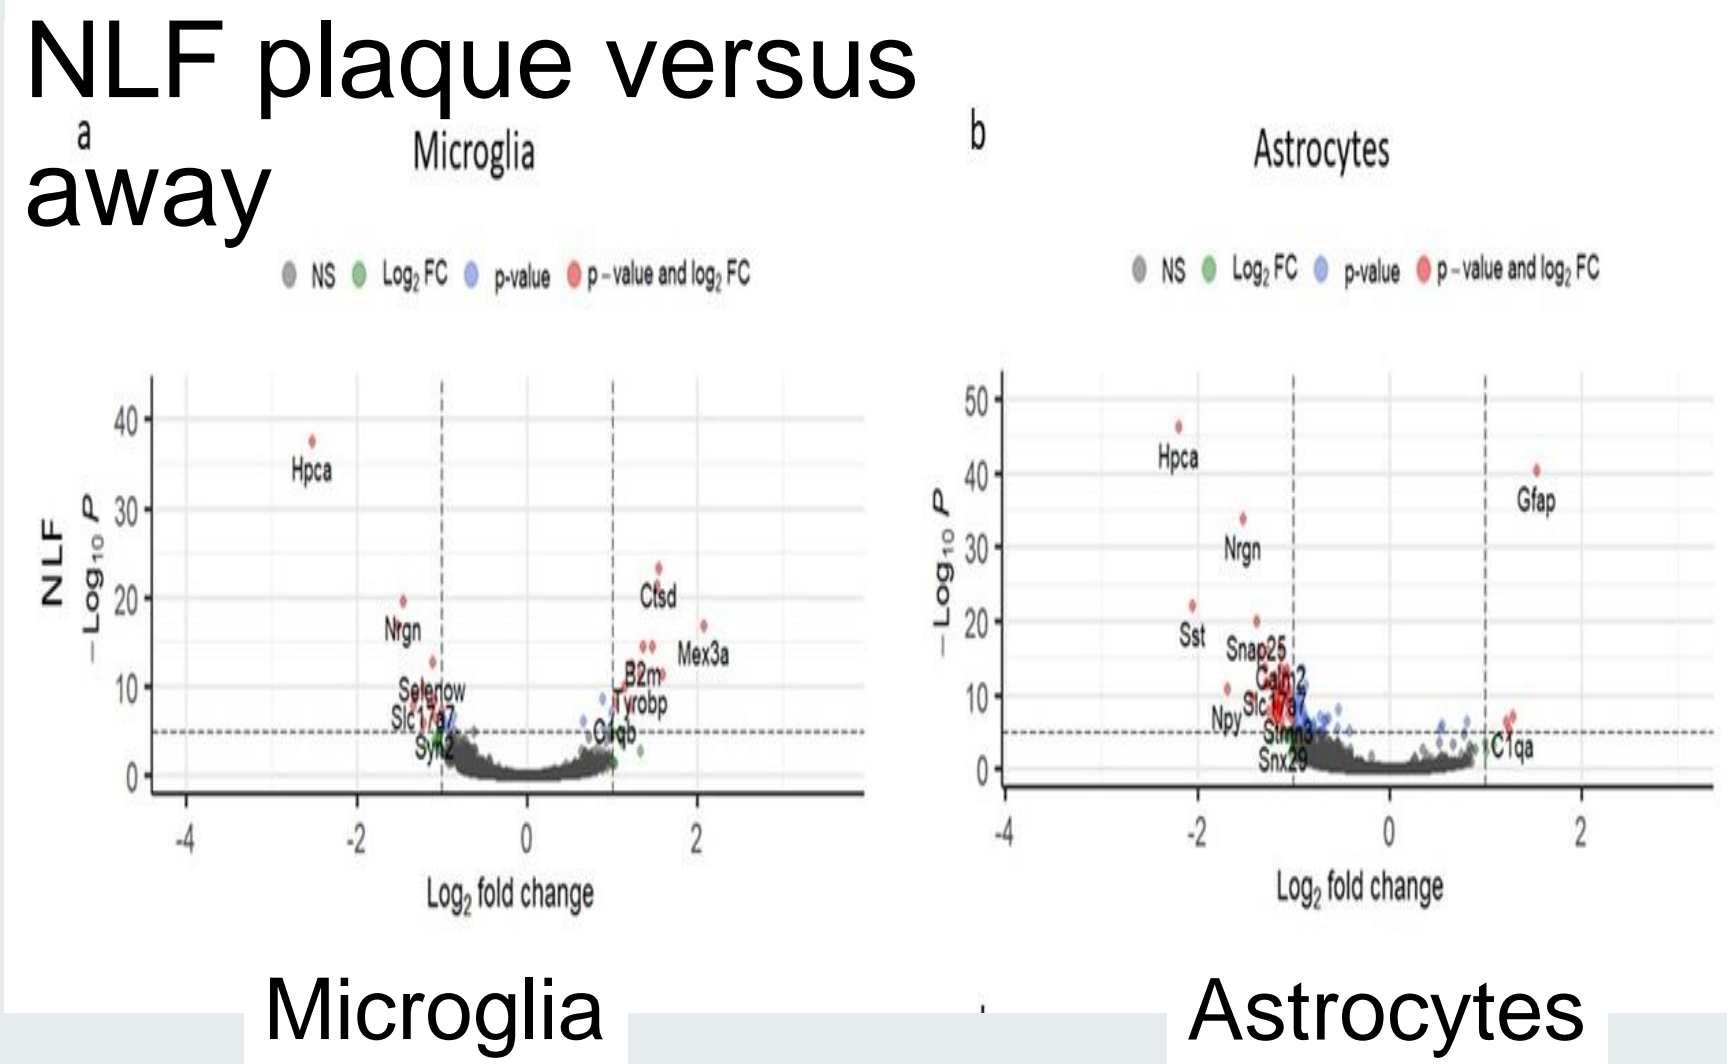 NLF plaque versus
away
a
Microglia
NS Log2 FC p-value p – value and log2 FC
NLF
–Log10 P
40
30
20
10
0
Hpca
Nrgn
Selenow
Slc17a7
Syn2
Ctsd
Mex3a
B2m
Tyrobp
C1qb
-4 -2 0 2
Log2 fold change
Microglia
b
Astrocytes
NS Log2 FC p-value p – value and log2 FC
–Log10 P
50
40
30
20
10
0
Hpca
Gfap
Nrgn
Sst
Snap25
Calm2
Slc17a7
Npy
Snx29
C1qa
-4 -2 0 2
Log2 fold change
Astrocytes